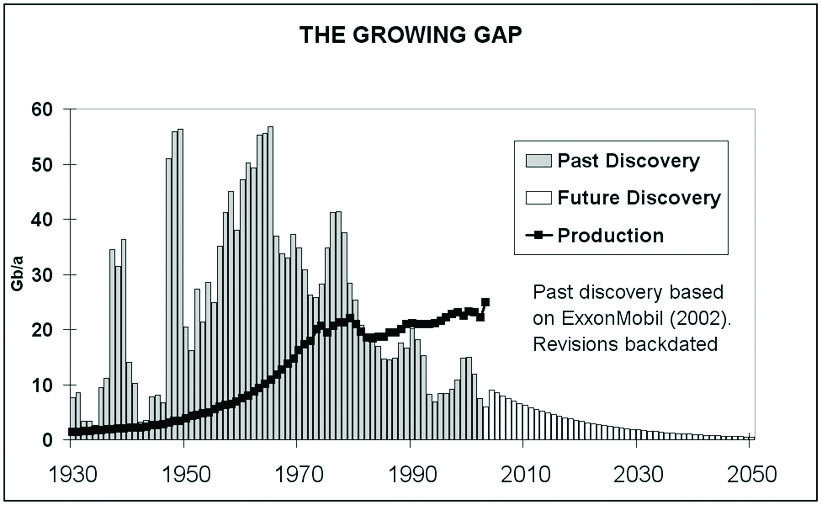 THE GROWING GAP
60
50
40
30
20
10
0
Gb/a
Past Discovery
Future Discovery
Production
Past discovery based
on ExxonMobil (2002).
Revisions backdated
1930 1950 1970 1990 2010 2030 2050